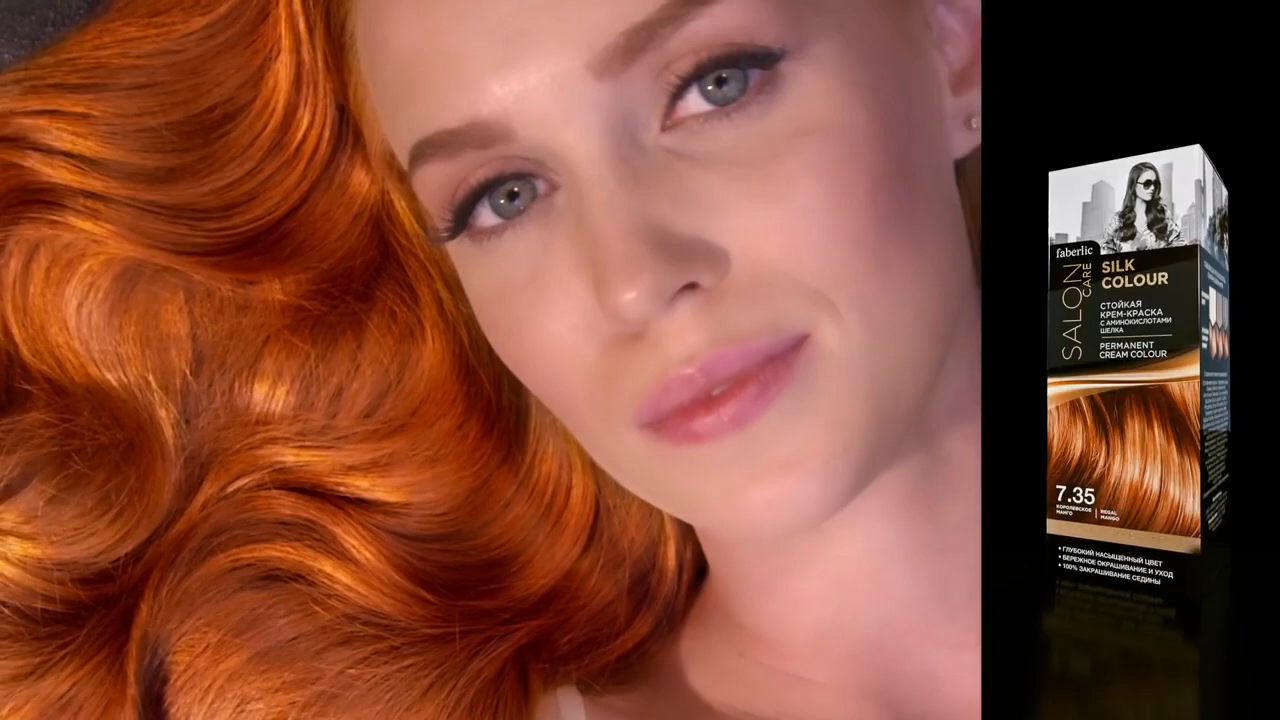 faberlic
SALON
CARE
SILK
COLOUR
СТОЙКАЯ
КРЕМ-КРАСКА
С АМИНОКИСЛОТАМИ
ШЕЛКА
PERMANENT
CREAM COLOUR
7.35
КОРОЛЕВСКОЕ
МАНГО
REGAL
MANGO
• ГЛУБОКИЙ НАСЫЩЕННЫЙ ЦВЕТ
• БЕРЕЖНОЕ ОКРАШИВАНИЕ И УХОД
• 100% ЗАКРАШИВАНИЕ СЕДИНЫ